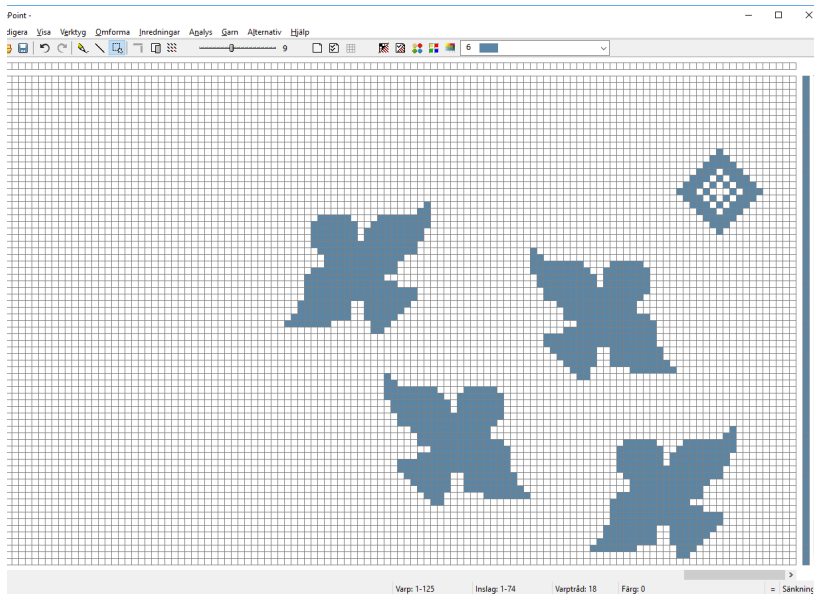 Point -
digera Visa Verktyg Omforma Inredningar Analys Garn Alternativ Hjälp
9 6
Varp: 1-125 Inslag: 1-74 Varptråd: 18 Färg: 0 = Sänkning